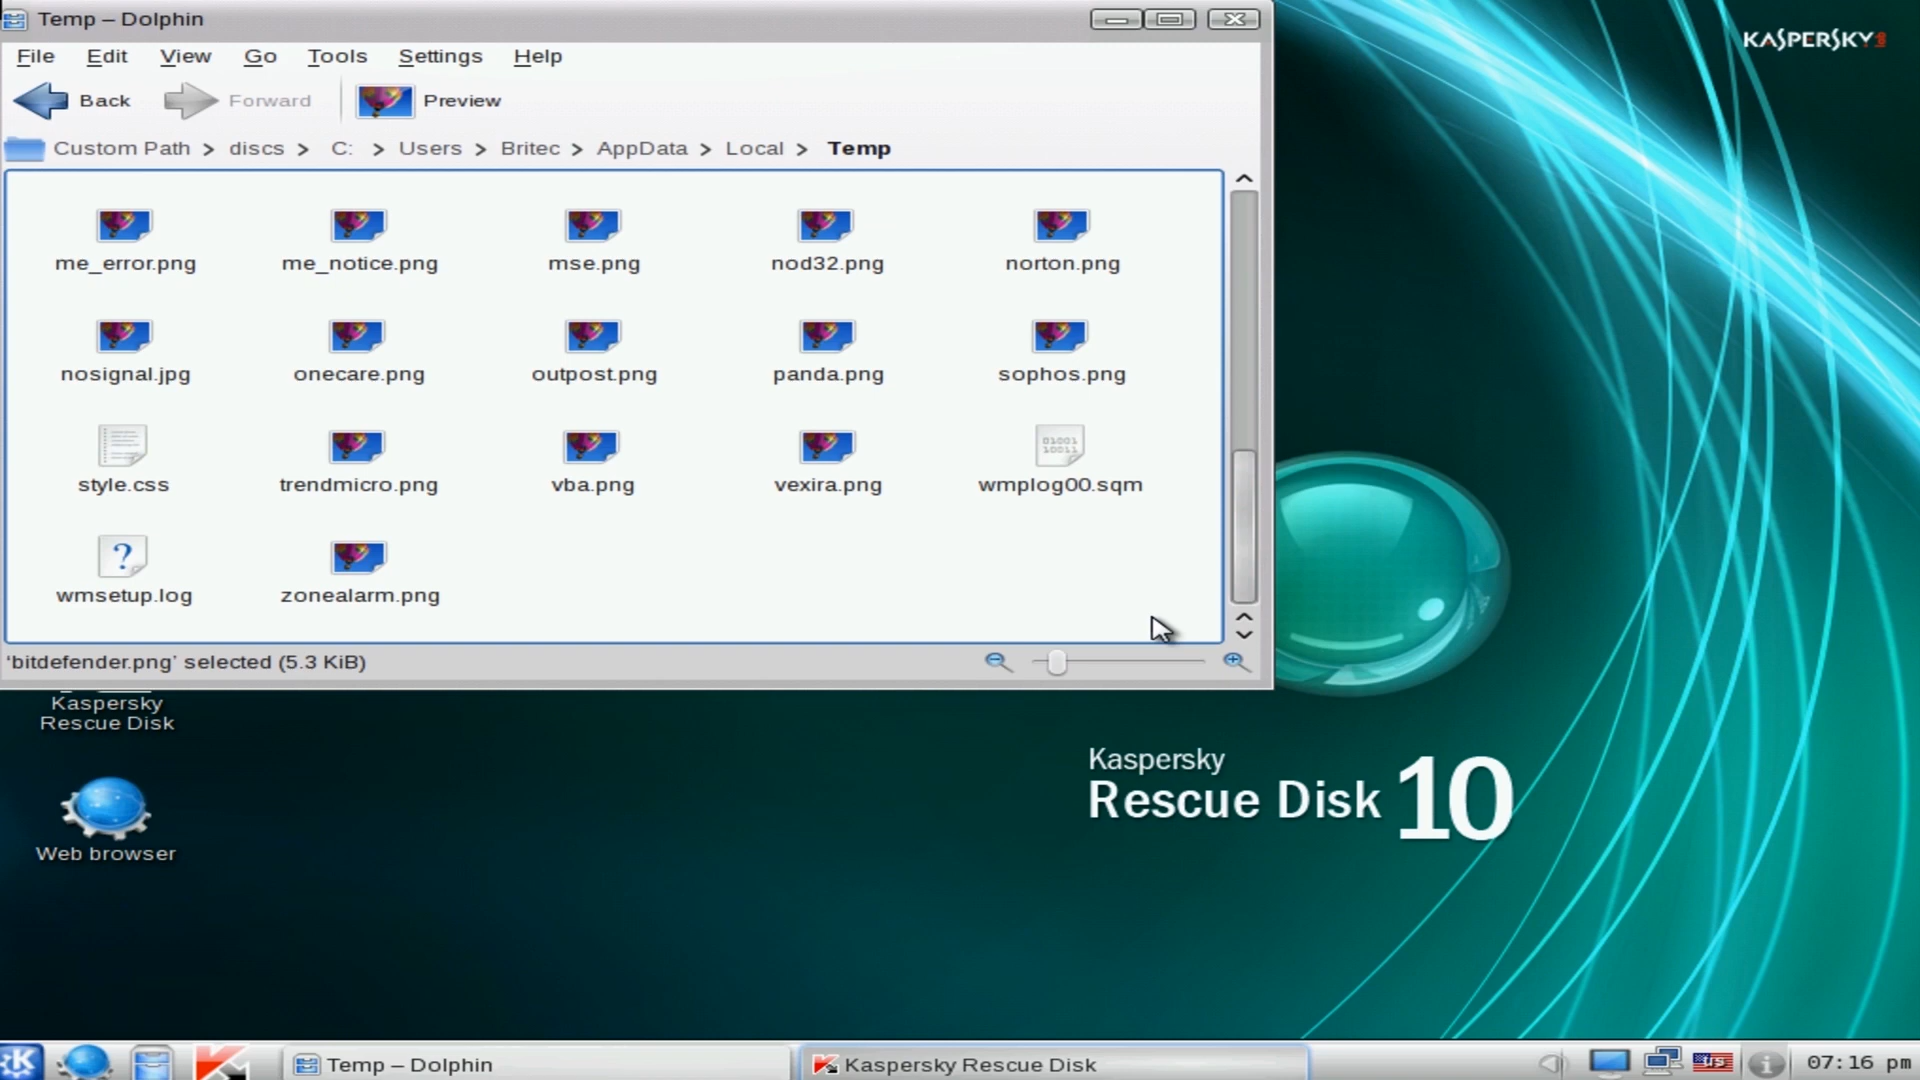 Temp – Dolphin
KASPERSKY
File Edit View Go Tools Settings Help
Back Forward Preview
Custom Path > discs > C: > Users > Britec > AppData > Local > Temp
me_error.png me_notice.png mse.png nod32.png norton.png
nosignal.jpg onecare.png outpost.png panda.png sophos.png
style.css trendmicro.png vba.png vexira.png wmplog00.sqm
wmsetup.log zonealarm.png
'bitdefender.png' selected (5.3 KiB)
Kaspersky
Rescue Disk
Web browser
Kaspersky
Rescue Disk 10
Temp – Dolphin Kaspersky Rescue Disk US 07:16 pm